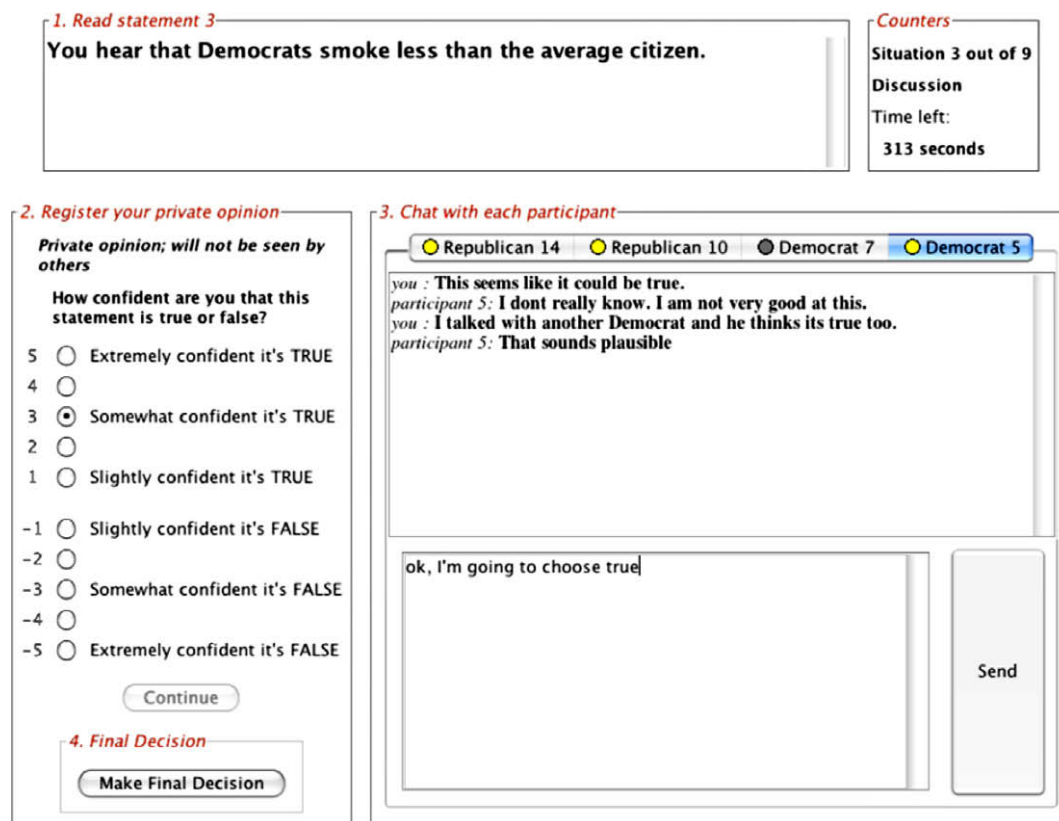 1. Read statement 3
You hear that Democrats smoke less than the average citizen.
Counters
Situation 3 out of 9
Discussion
Time left:
313 seconds
2. Register your private opinion
Private opinion; will not be seen by
others
How confident are you that this
statement is true or false?
5 Extremely confident it's TRUE
4
3 Somewhat confident it's TRUE
2
1 Slightly confident it's TRUE
-1 Slightly confident it's FALSE
-2
-3 Somewhat confident it's FALSE
-4
-5 Extremely confident it's FALSE
Continue
4. Final Decision
Make Final Decision
3. Chat with each participant
Republican 14 Republican 10 Democrat 7 Democrat 5
you : This seems like it could be true.
participant 5: I dont really know. I am not very good at this.
you : I talked with another Democrat and he thinks its true too.
participant 5: That sounds plausible
ok, I'm going to choose true
Send